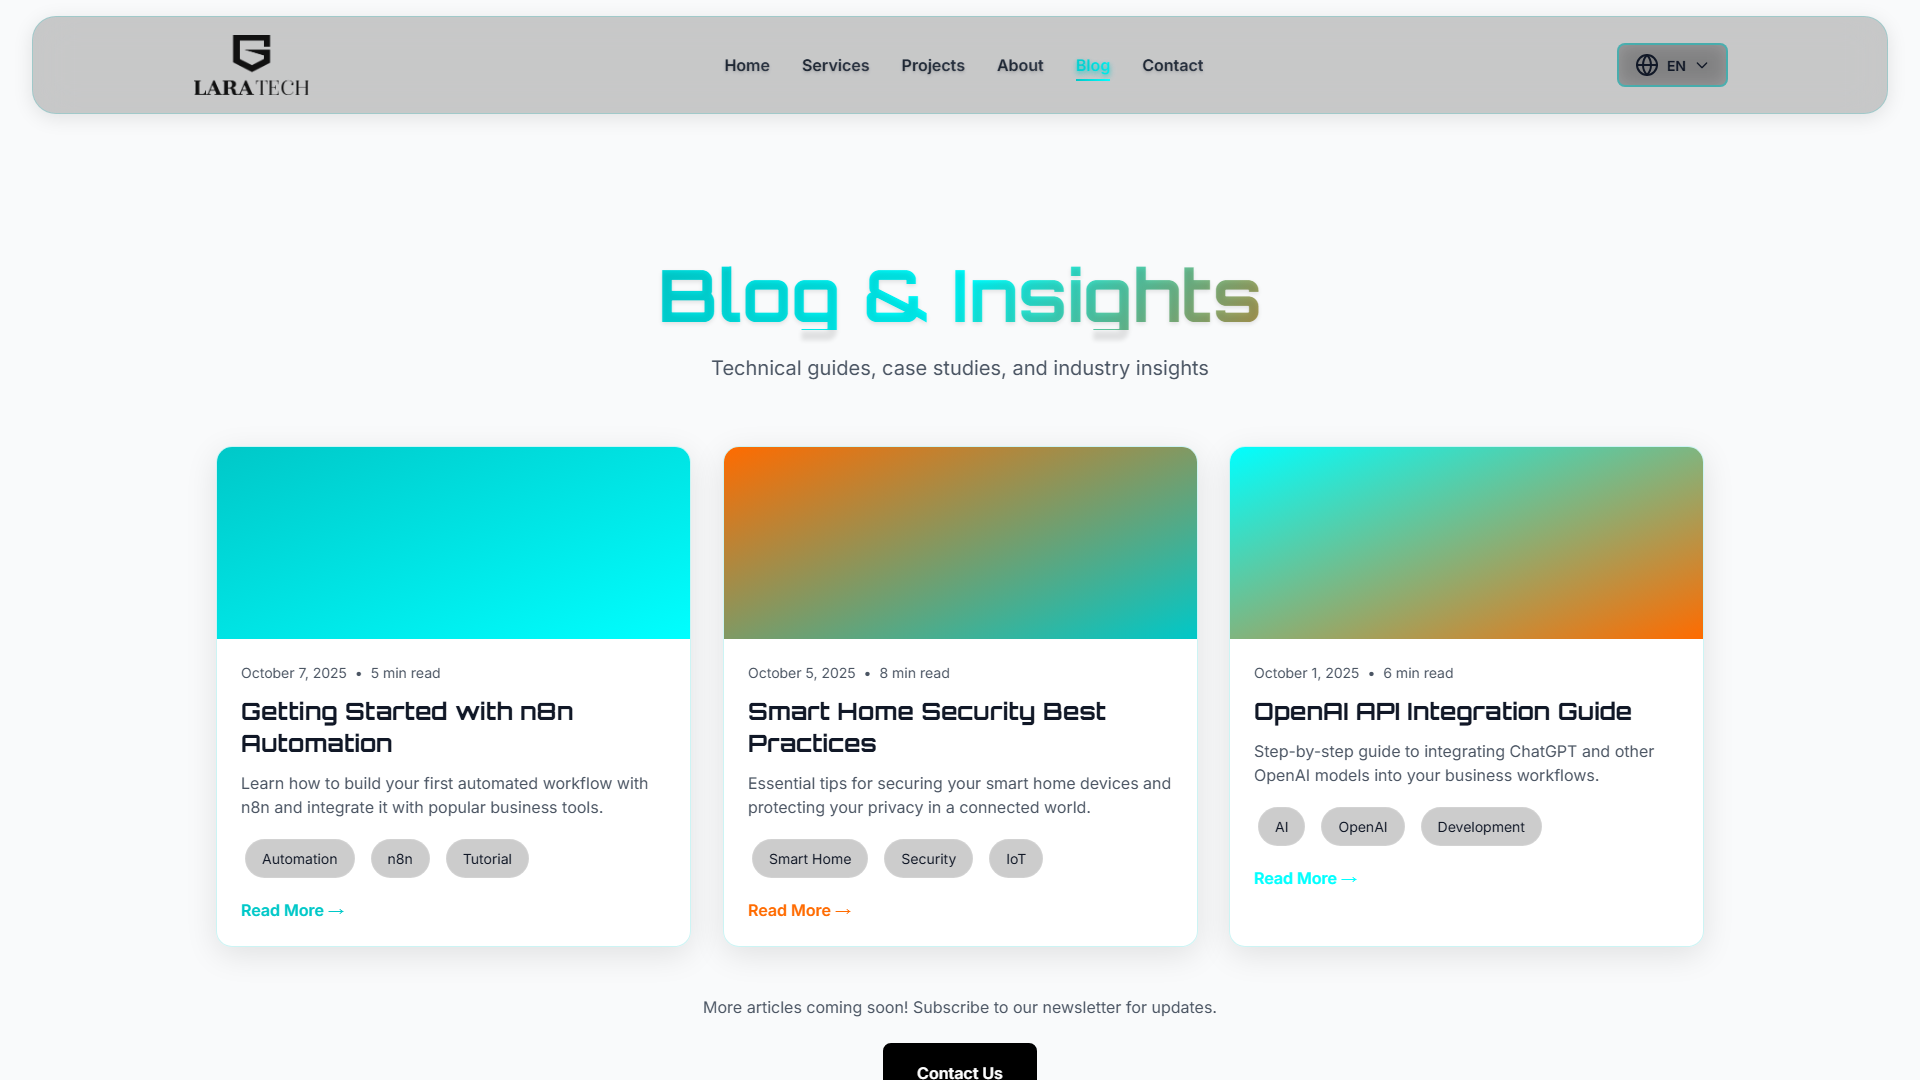 LARATECH
Home Services Projects About Blog Contact
EN
Blog & Insights
Technical guides, case studies, and industry insights
October 7, 2025 • 5 min read
Getting Started with n8n
Automation
Learn how to build your first automated workflow with
n8n and integrate it with popular business tools.
Automation n8n Tutorial
Read More →
October 5, 2025 • 8 min read
Smart Home Security Best
Practices
Essential tips for securing your smart home devices and
protecting your privacy in a connected world.
Smart Home Security IoT
Read More →
October 1, 2025 • 6 min read
OpenAI API Integration Guide
Step-by-step guide to integrating ChatGPT and other
OpenAI models into your business workflows.
AI OpenAI Development
Read More →
More articles coming soon! Subscribe to our newsletter for updates.
Contact Us